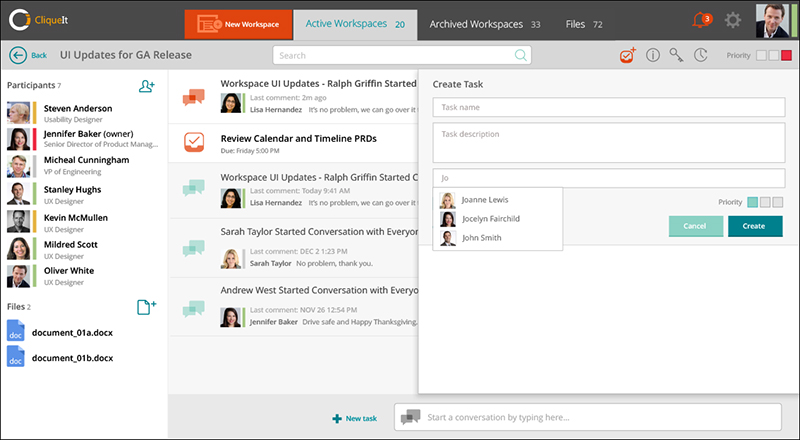 CliqueIt
New Workspace
Active Workspaces 20
Archived Workspaces 33
Files 72
3
Back
UI Updates for GA Release
Search
Priority
Participants 7
Steven Anderson
Usability Designer
Jennifer Baker (owner)
Senior Director of Product Manag...
Micheal Cunningham
VP of Engineering
Stanley Hughs
UX Designer
Kevin McMullen
UX Designer
Mildred Scott
UX Designer
Oliver White
UX Designer
Files 2
doc
document_01a.docx
doc
document_01b.docx
Workspace UI Updates - Ralph Griffin Started
Last comment: 2m ago
Lisa Hernandez It's no problem, we can go over it
Review Calendar and Timeline PRDs
Due: Friday 5:00 PM
Workspace UI Updates - Ralph Griffin Started C
Last comment: Today 9:41 AM
Lisa Hernandez It's no problem, we can go over it
Sarah Taylor Started Conversation with Everyon
Last comment: DEC 2 1:23 PM
Sarah Taylor No problem, thank you.
Andrew West Started Conversation with Everyo
Last comment: NOV 26 12:54 PM
Jennifer Baker Drive safe and Happy Thanksgiving.
Create Task
Task name
Task description
Jo
Joanne Lewis
Jocelyn Fairchild
John Smith
Priority
Cancel
Create
New task
Start a conversation by typing here...